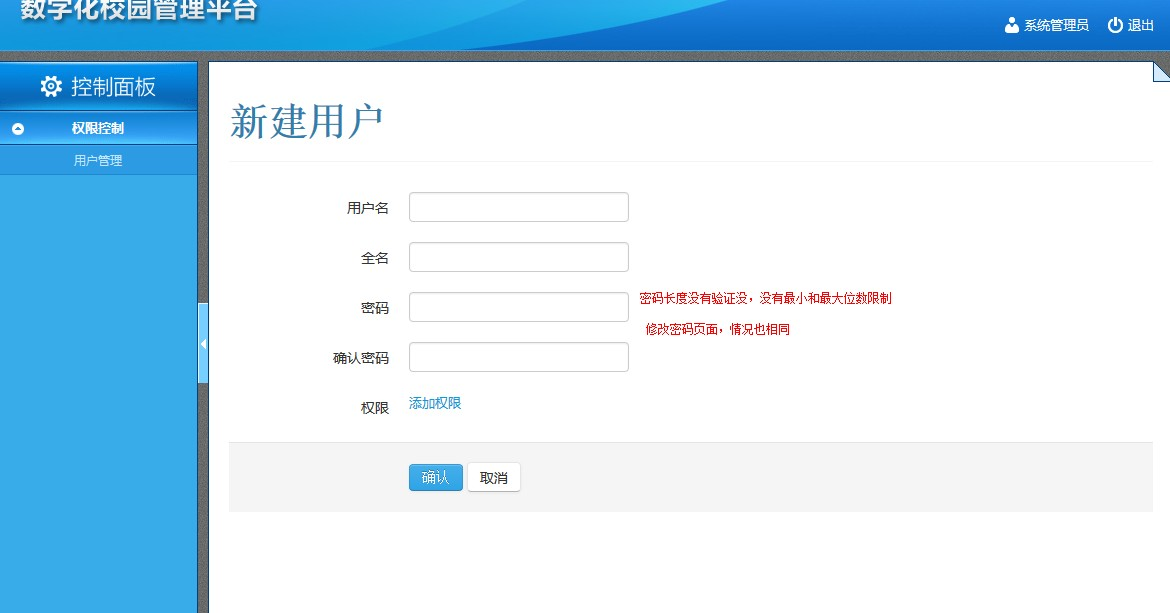 数字化校园管理平台
系统管理员 退出
控制面板
权限控制
用户管理
新建用户
用户名
全名
密码
密码长度没有验证没，没有最小和最大位数限制
修改密码页面，情况也相同
确认密码
权限 添加权限
确认 取消